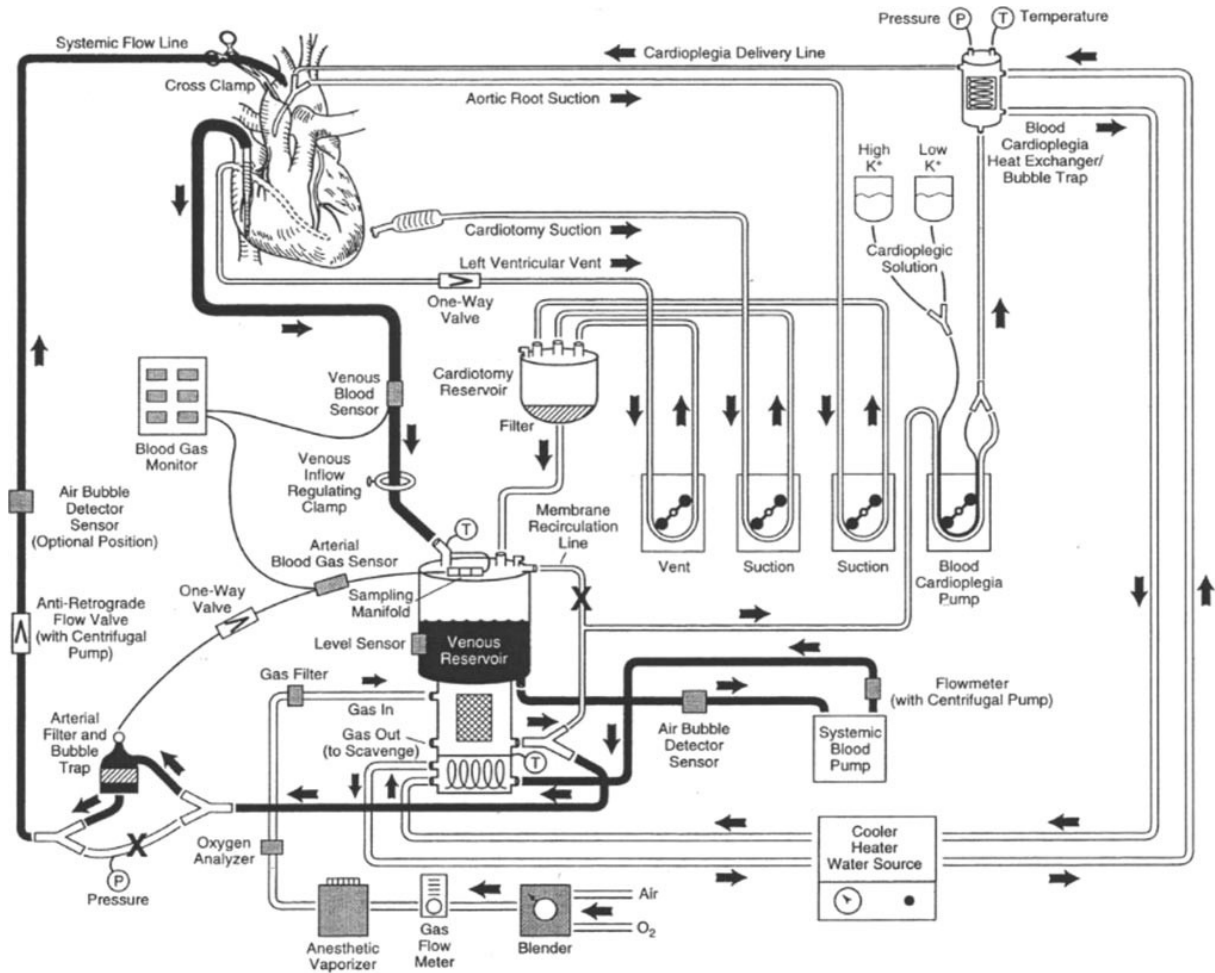 Pressure
P
T
Temperature
Systemic Flow Line
Cardioplegia Delivery Line
Cross Clamp
Aortic Root Suction
Blood
Cardioplegia
Heat Exchanger/
Bubble Trap
High
K+
Low
K+
Cardiotomy Suction
Cardioplegic
Solution
Left Ventricular Vent
One-Way
Valve
Venous
Blood
Sensor
Cardiotomy
Reservoir
Filter
Blood Gas
Monitor
Venous
Inflow
Regulating
Clamp
Air Bubble
Detector
Sensor
(Optional Position)
T
Membrane
Recirculation
Line
Arterial
Blood Gas Sensor
Vent
Suction
Suction
Blood
Cardioplegia
Pump
One-Way
Valve
Sampling
Manifold
X
Anti-Retrograde
Flow Valve
(with Centrifugal
Pump)
Level Sensor
Venous
Reservoir
Gas Filter
Gas In
Flowmeter
(with Centrifugal Pump)
Arterial
Filter and
Bubble
Trap
Gas Out
(to Scavenge)
T
Air Bubble
Detector
Sensor
Systemic
Blood
Pump
X
P
Pressure
Oxygen
Analyzer
Cooler
Heater
Water Source
Air
O2
Anesthetic
Vaporizer
Gas
Flow
Meter
Blender